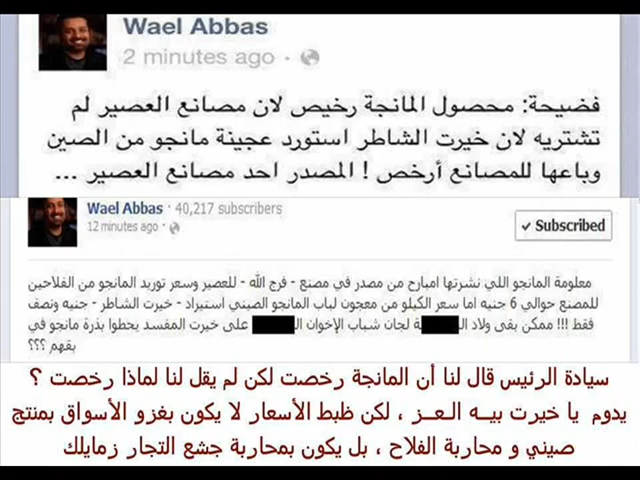 Wael Abbas
2 minutes ago ·
فضيحة: محصول المانجة رخيص لان مصانع العصير لم
تشتريه لان خيرت الشاطر استورد عجينة مانجو من الصين
وباعها للمصانع أرخص ! المصدر احد مصانع العصير ...
Wael Abbas · 40,217 subscribers
12 minutes ago ·
✓ Subscribed
معلومة المانجو اللي نشرتها امبارح من مصدر في مصنع - فرج الله - للعصير وسعر توريد المانجو من الفلاحين
للمصنع حوالي 6 جنيه اما سعر الكيلو من معجون لباب المانجو الصيني استيراد - خيرت الشاطر - جنيه ونصف
فقط !!! ممكن بقى ولاد الـ ـة لجان شباب الإخوان الـ على خيرت المفسد يحطوا بذرة مانجو في
بقهم ؟؟؟
سيادة الرئيس قال لنا أن المانجة رخصت لكن لم يقل لنا لماذا رخصت ؟
يدوم يا خيرت بيــه الـعــز ، لكن ظبط الأسعار لا يكون بغزو الأسواق بمنتج
صيني و محاربة الفلاح ، بل يكون بمحاربة جشع التجار زمايلك